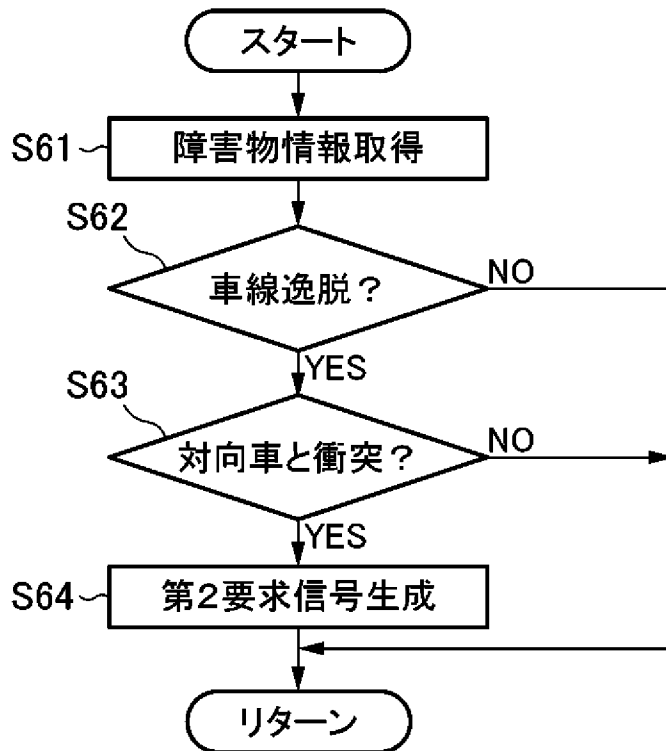 スタート
S61
障害物情報取得
S62
車線逸脱？
NO
YES
S63
対向車と衝突？
NO
YES
S64
第2要求信号生成
リターン